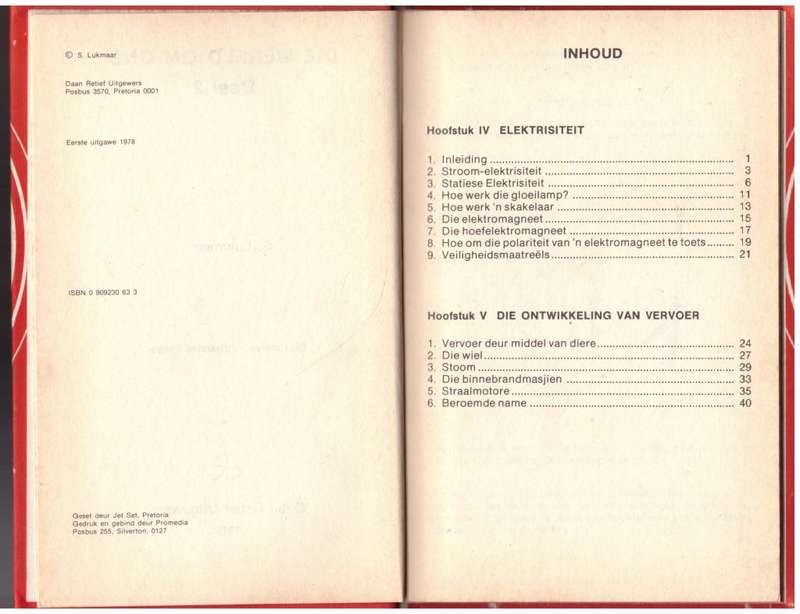 © S. Lukmaar
Daan Retief Uitgewers
Posbus 3570, Pretoria 0001
Eerste uitgawe 1978
ISBN 0 909230 63 3
Geset deur Jet Set, Pretoria
Gedruk en gebind deur Promedia
Posbus 255, Silverton, 0127
INHOUD
Hoofstuk IV ELEKTRISITEIT
1. Inleiding ........ 1
2. Stroom-elektrisiteit ........ 3
3. Statiese Elektrisiteit ........ 6
4. Hoe werk die gloeilamp? ........ 11
5. Hoe werk 'n skakelaar ........ 13
6. Die elektromagneet ........ 15
7. Die hoefelektromagneet ........ 17
8. Hoe om die polariteit van 'n elektromagneet te toets ........ 19
9. Veiligheidsmaatreëls ........ 21
Hoofstuk V DIE ONTWIKKELING VAN VERVOER
1. Vervoer deur middel van diere ........ 24
2. Die wiel ........ 27
3. Stoom ........ 29
4. Die binnebrandmasjien ........ 33
5. Straalmotore ........ 35
6. Beroemde name ........ 40